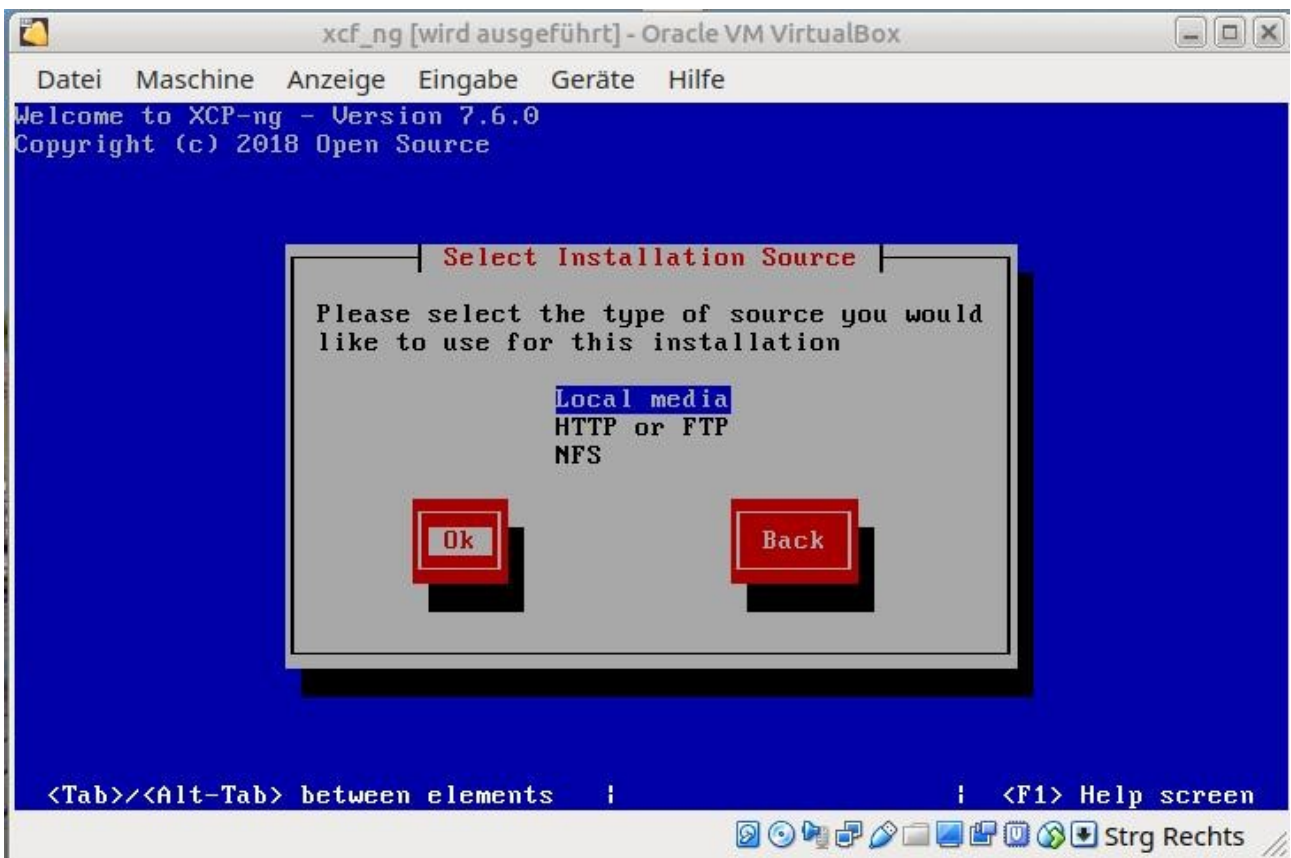 xcf_ng [wird ausgeführt] - Oracle VM VirtualBox
Datei Maschine Anzeige Eingabe Geräte Hilfe
Welcome to XCP-ng - Version 7.6.0
Copyright (c) 2018 Open Source
Select Installation Source
Please select the type of source you would
like to use for this installation
Local media
HTTP or FTP
NFS
Ok Back
<Tab>/<Alt-Tab> between elements | | <F1> Help screen
Strg Rechts